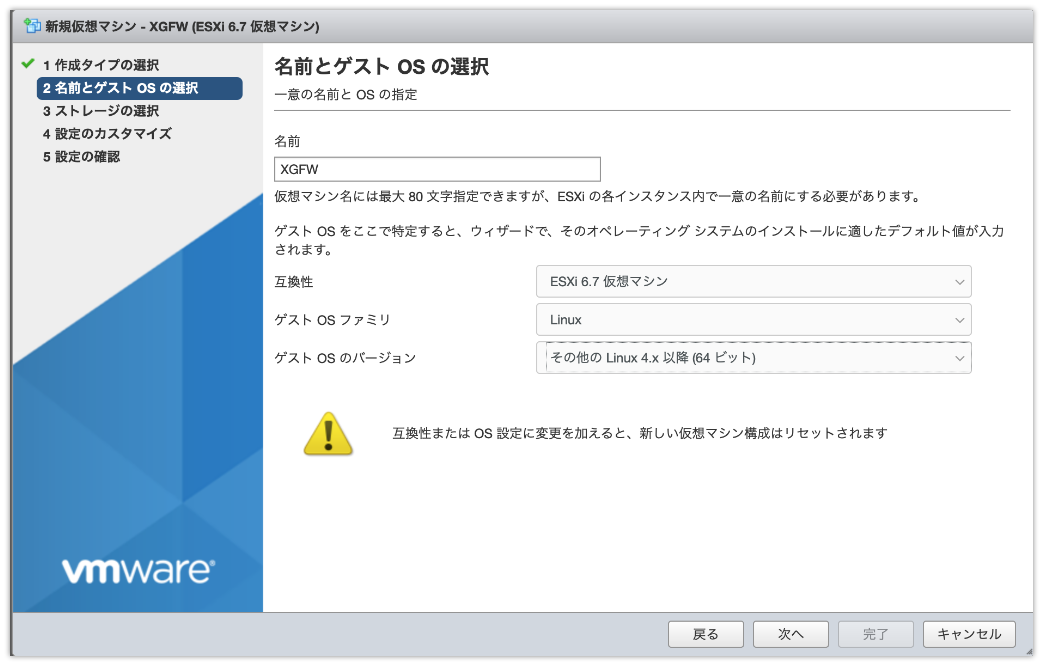 新規仮想マシン - XGFW (ESXi 6.7 仮想マシン)
1 作成タイプの選択
2 名前とゲスト OS の選択
3 ストレージの選択
4 設定のカスタマイズ
5 設定の確認
vmware®
名前とゲスト OS の選択
一意の名前と OS の指定
名前
XGFW
仮想マシン名には最大 80 文字指定できますが、ESXi の各インスタンス内で一意の名前にする必要があります。
ゲスト OS をここで特定すると、ウィザードで、そのオペレーティング システムのインストールに適したデフォルト値が入力
されます。
互換性 ESXi 6.7 仮想マシン
ゲスト OS ファミリ Linux
ゲスト OS のバージョン その他の Linux 4.x 以降 (64 ビット)
互換性または OS 設定に変更を加えると、新しい仮想マシン構成はリセットされます
戻る 次へ 完了 キャンセル